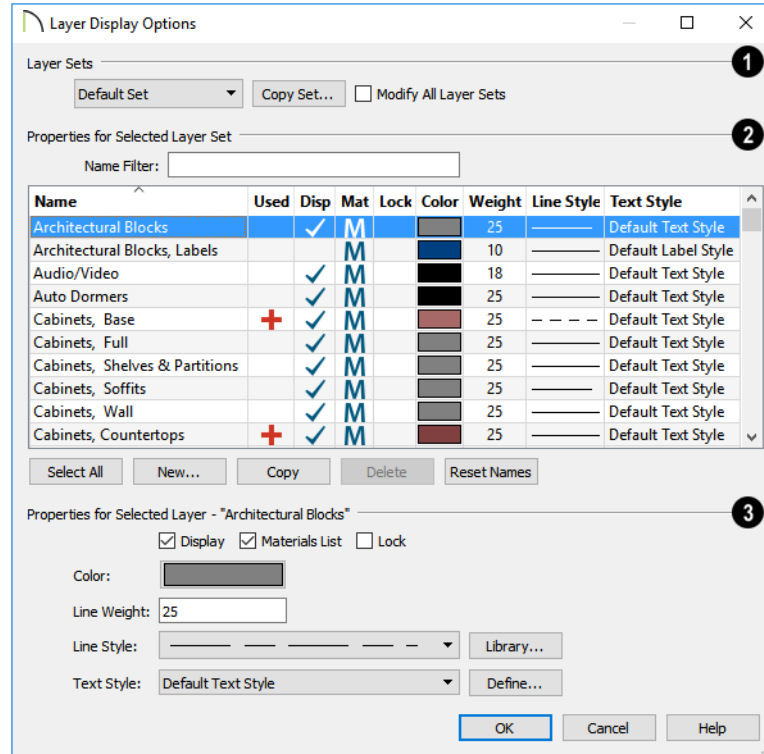 Layer Display Options
Layer Sets 1
Default Set Copy Set... Modify All Layer Sets
Properties for Selected Layer Set 2
Name Filter:
Name Used Disp Mat Lock Color Weight Line Style Text Style
Architectural Blocks M 25 Default Text Style
Architectural Blocks, Labels M 10 Default Label Style
Audio/Video M 18 Default Text Style
Auto Dormers M 25 Default Text Style
Cabinets, Base M 25 Default Text Style
Cabinets, Full M 25 Default Text Style
Cabinets, Shelves & Partitions M 25 Default Text Style
Cabinets, Soffits M 25 Default Text Style
Cabinets, Wall M 25 Default Text Style
Cabinets, Countertops M 25 Default Text Style
Select All New... Copy Delete Reset Names
Properties for Selected Layer - "Architectural Blocks" 3
Display Materials List Lock
Color:
Line Weight: 25
Line Style: Library...
Text Style: Default Text Style Define...
OK Cancel Help